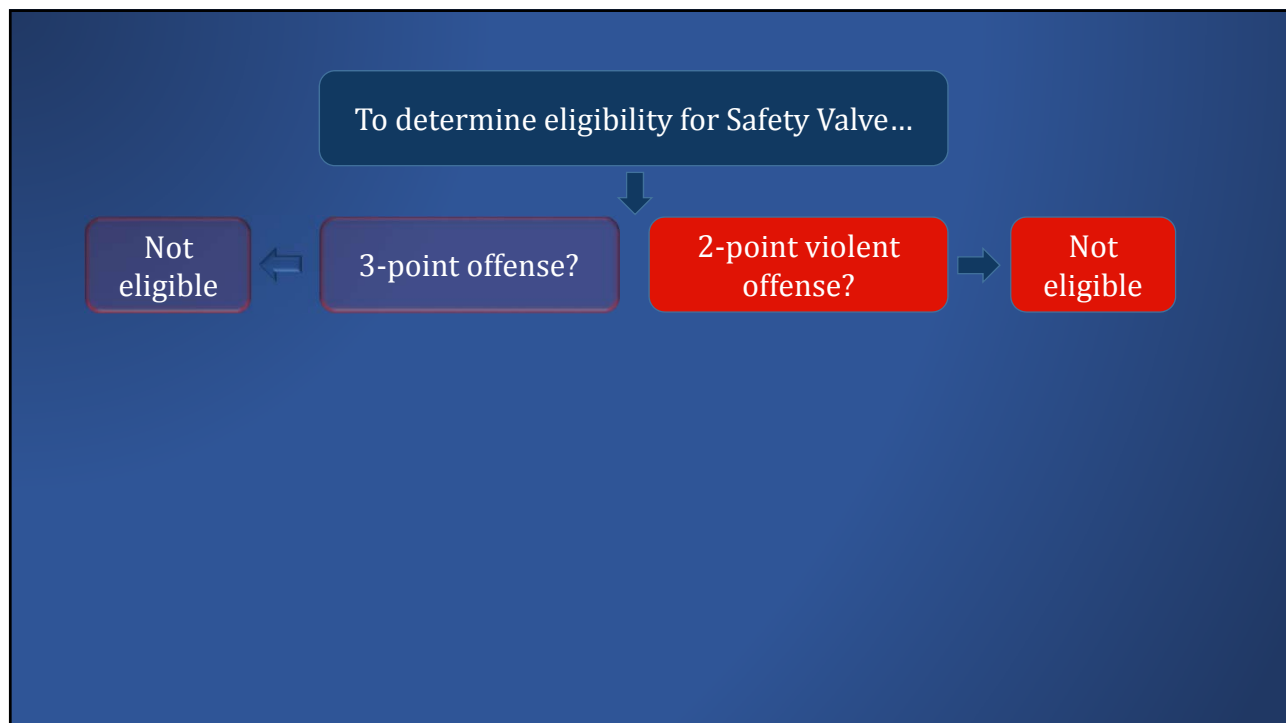 To determine eligibility for Safety Valve…
Not
eligible
3-point offense?
2-point violent
offense?
Not
eligible